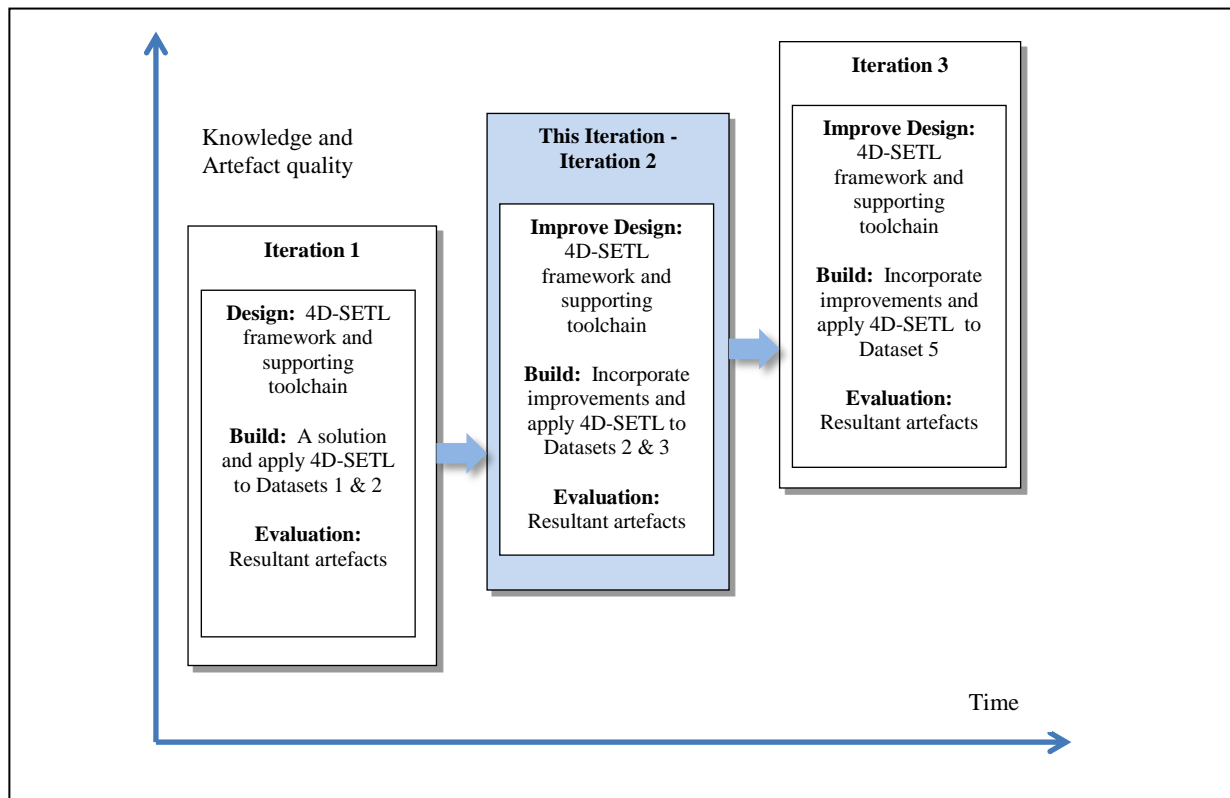 Knowledge and
Artefact quality
Iteration 1
Design: 4D-SETL
framework and
supporting
toolchain
Build: A solution
and apply 4D-SETL
to Datasets 1 & 2
Evaluation:
Resultant artefacts
This Iteration -
Iteration 2
Improve Design:
4D-SETL
framework and
supporting
toolchain
Build: Incorporate
improvements and
apply 4D-SETL to
Datasets 2 & 3
Evaluation:
Resultant artefacts
Iteration 3
Improve Design:
4D-SETL
framework and
supporting
toolchain
Build: Incorporate
improvements and
apply 4D-SETL to
Dataset 5
Evaluation:
Resultant artefacts
Time